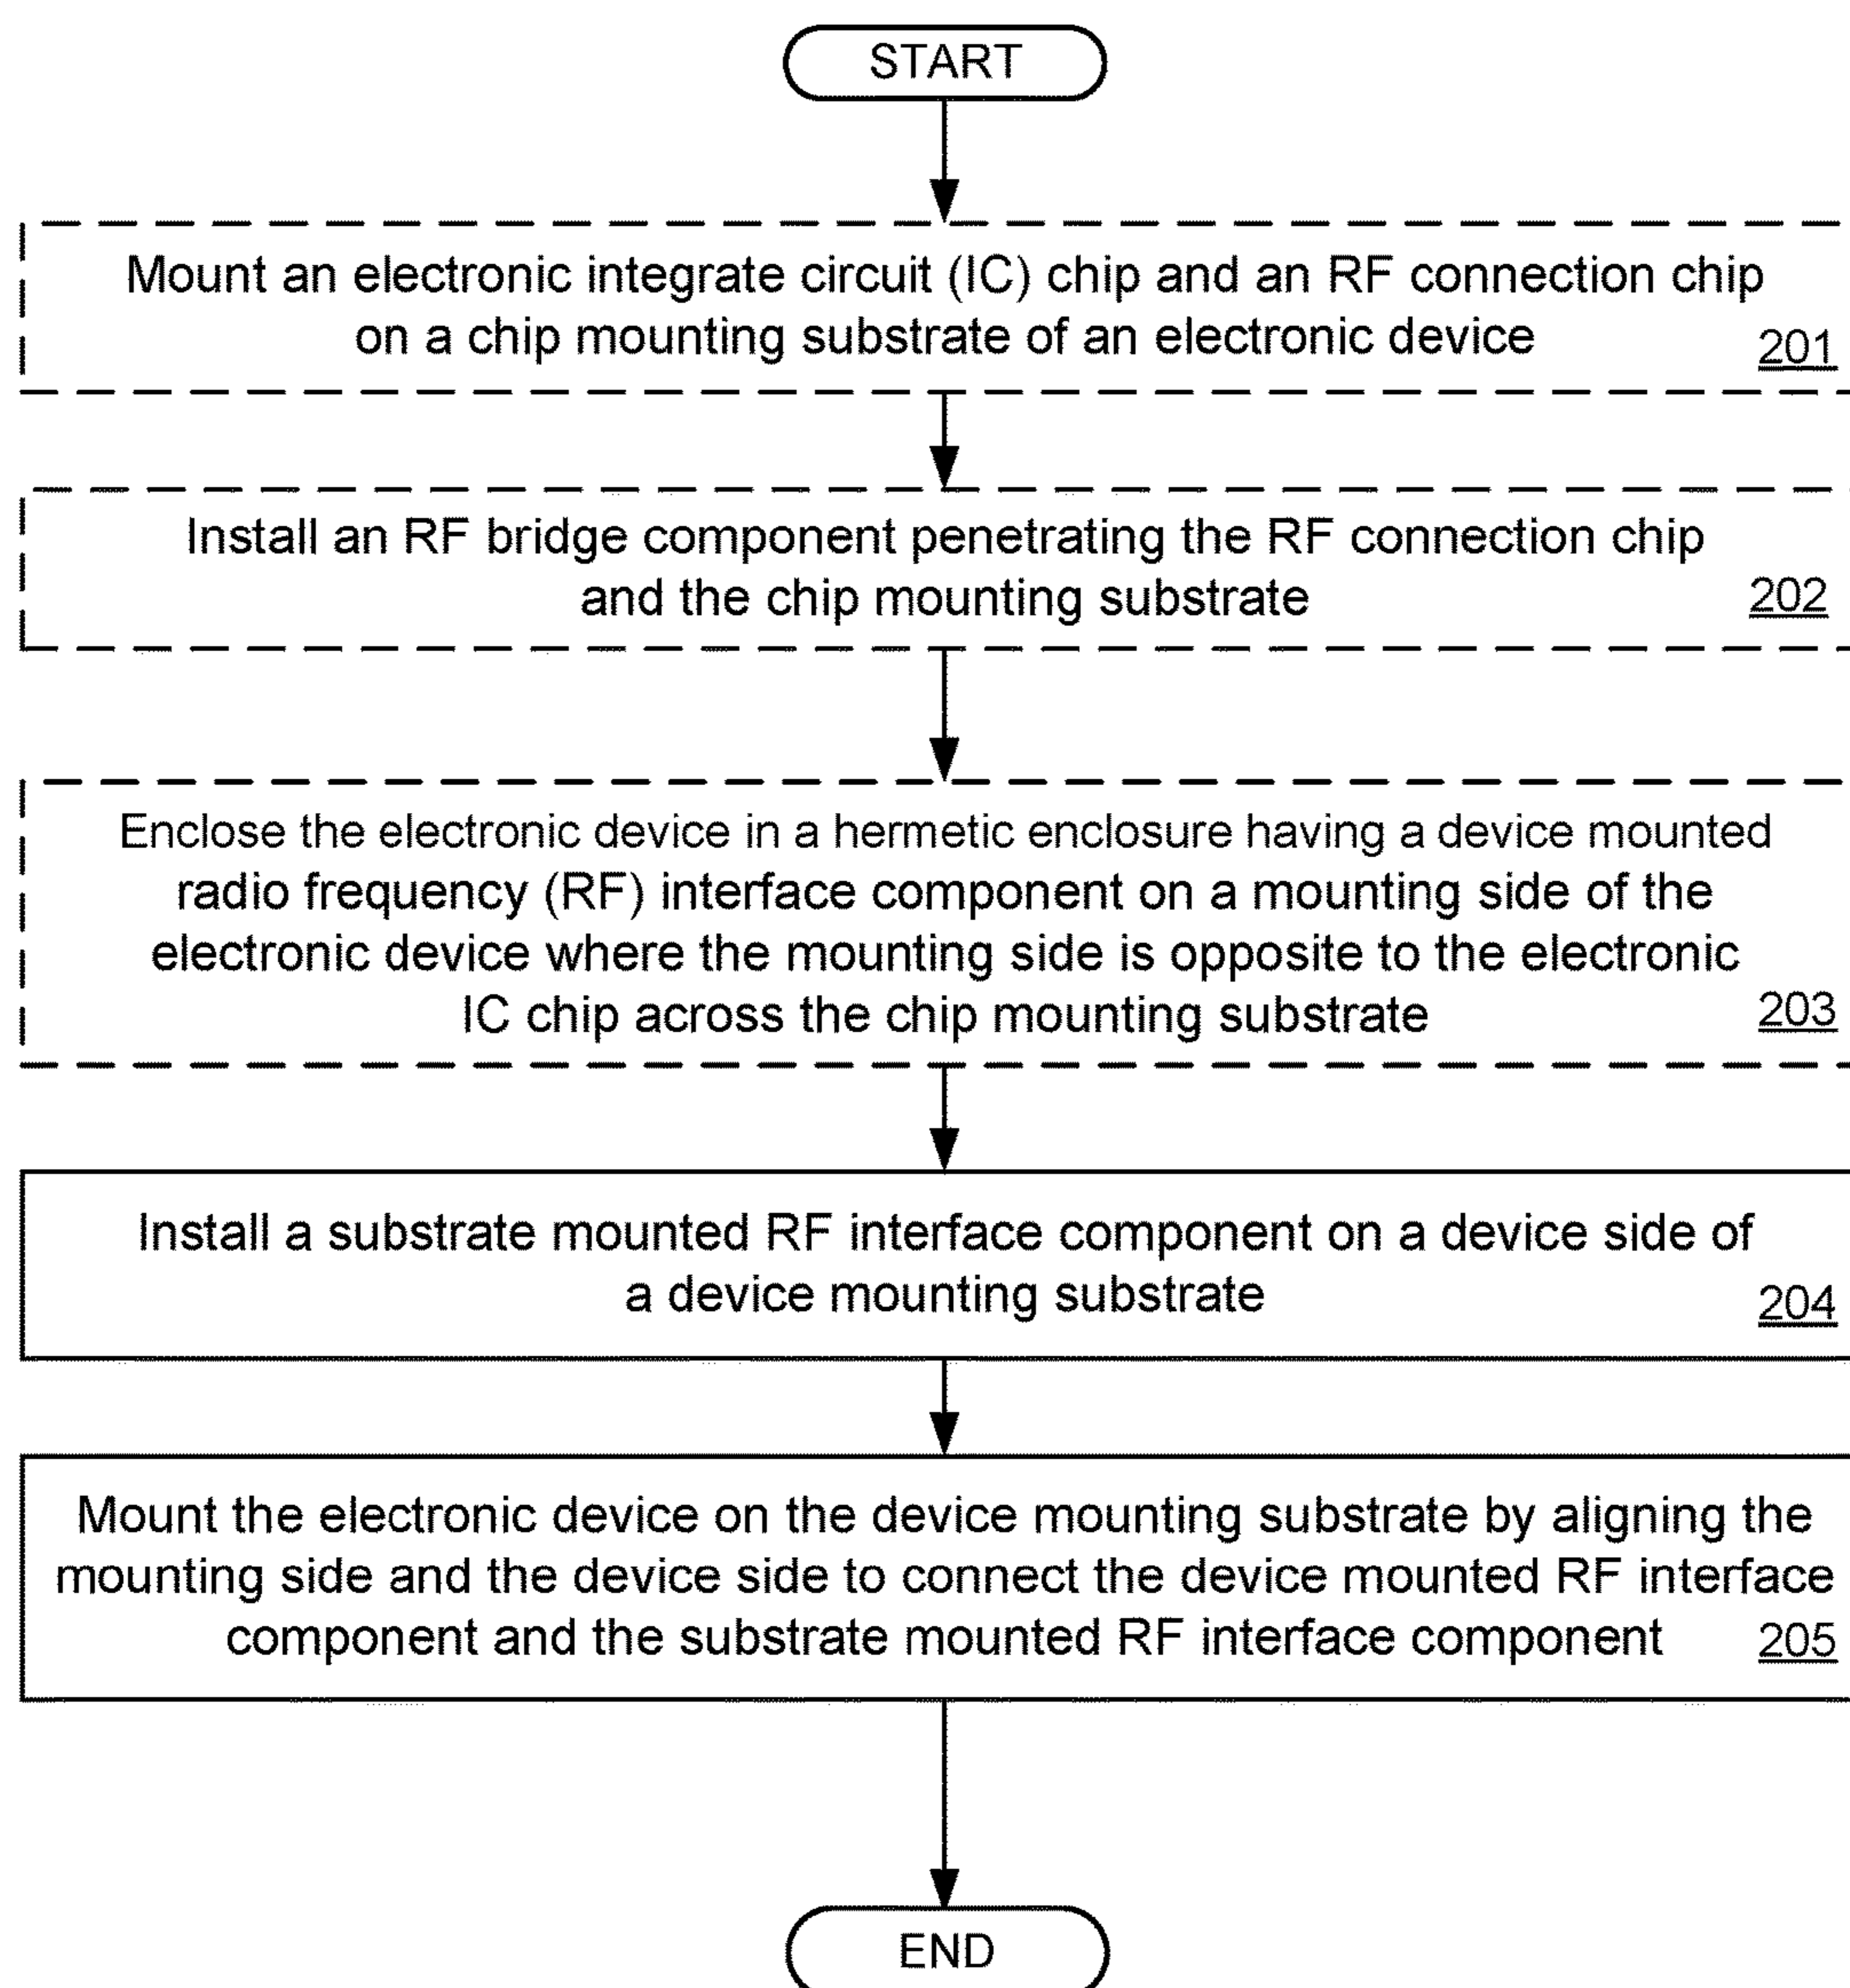 START
Mount an electronic integrate circuit (IC) chip and an RF connection chip
on a chip mounting substrate of an electronic device
201
Install an RF bridge component penetrating the RF connection chip
and the chip mounting substrate
202
Enclose the electronic device in a hermetic enclosure having a device mounted
radio frequency (RF) interface component on a mounting side of the
electronic device where the mounting side is opposite to the electronic
IC chip across the chip mounting substrate
203
Install a substrate mounted RF interface component on a device side of
a device mounting substrate
204
Mount the electronic device on the device mounting substrate by aligning the
mounting side and the device side to connect the device mounted RF interface
component and the substrate mounted RF interface component
205
END